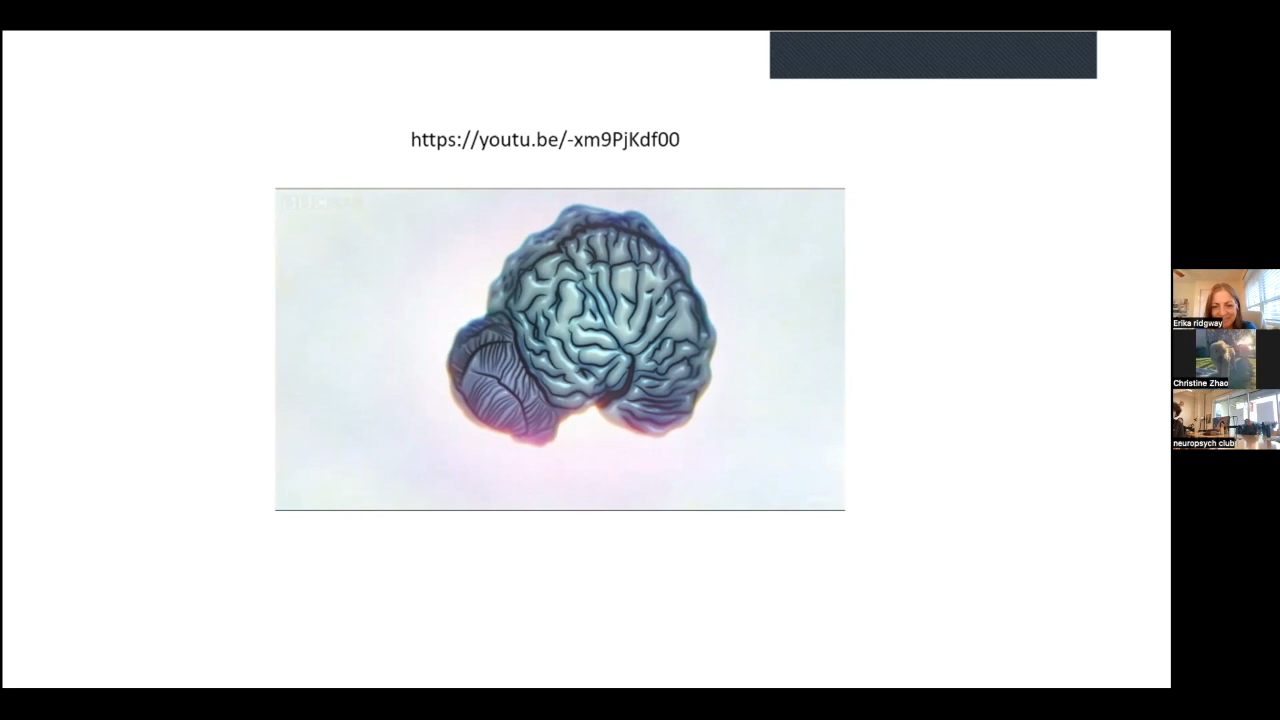 https://youtu.be/-xm9PjKdf00
Erika ridgway
Christine Zhao
neuropsych club